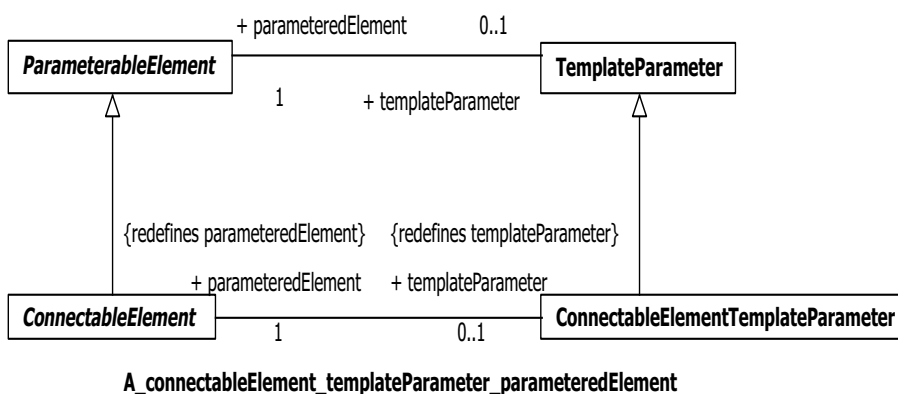 + parameteredElement 0..1
ParameterableElement TemplateParameter
1 + templateParameter
{redefines parameteredElement} {redefines templateParameter}
+ parameteredElement + templateParameter
ConnectableElement ConnectableElementTemplateParameter
1 0..1
A_connectableElement_templateParameter_parameteredElement